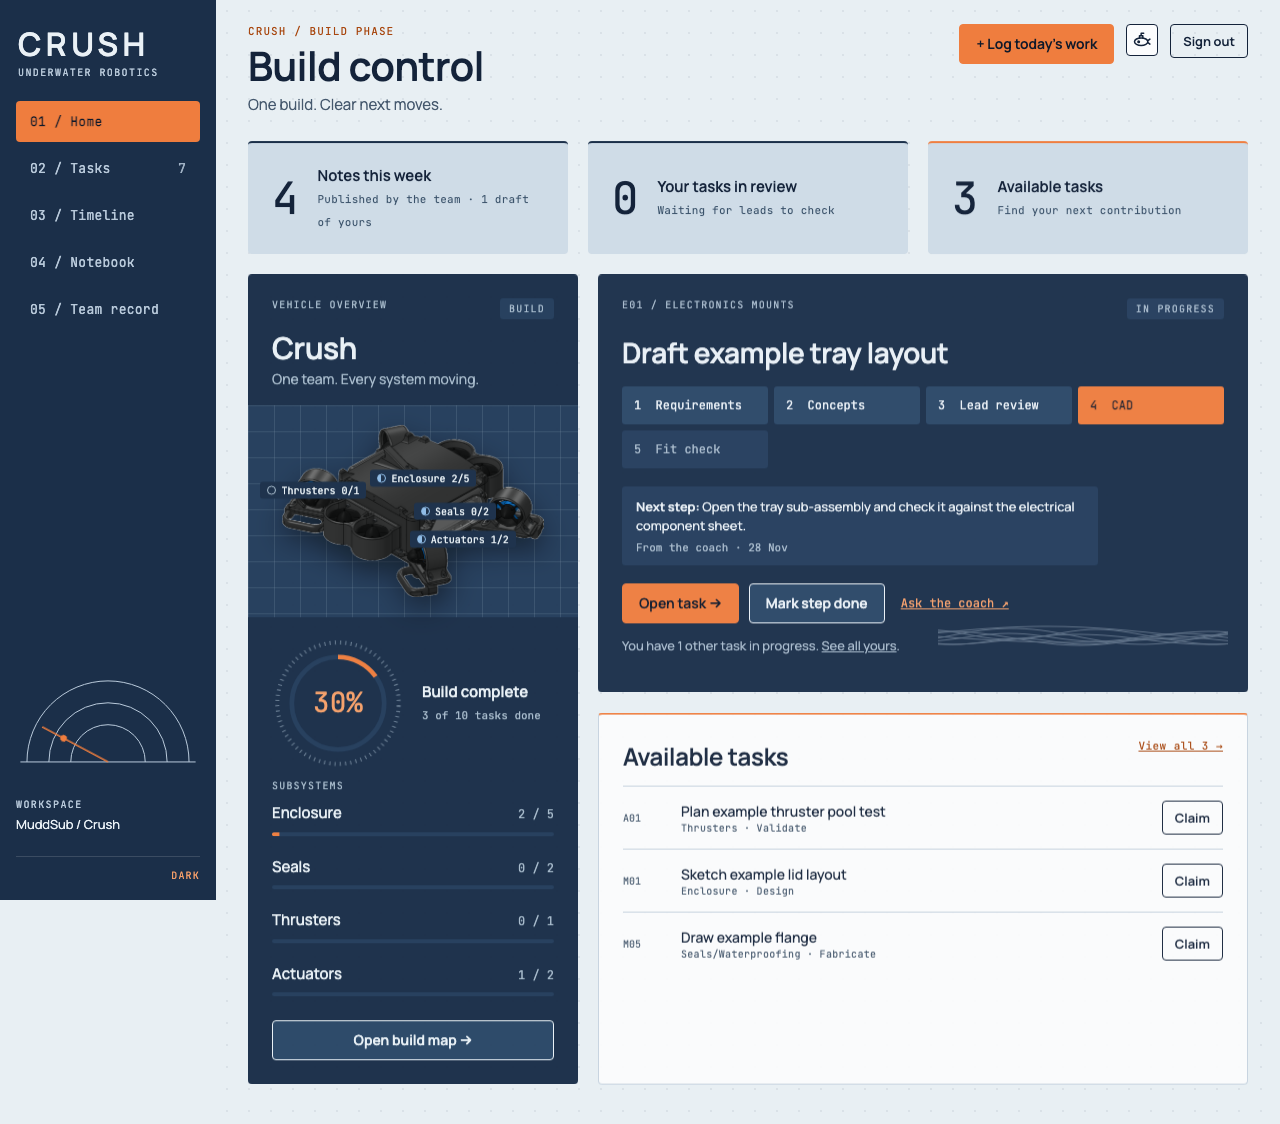 CRUSH
UNDERWATER ROBOTICS
01 / Home
02 / Tasks 7
03 / Timeline
04 / Notebook
05 / Team record
WORKSPACE
MuddSub / Crush
DARK
CRUSH / BUILD PHASE
Build control
One build. Clear next moves.
+ Log today's work
Sign out
4
Notes this week
Published by the team · 1 draft
of yours
0
Your tasks in review
Waiting for leads to check
3
Available tasks
Find your next contribution
VEHICLE OVERVIEW
BUILD
Crush
One team. Every system moving.
Enclosure 2/5
Thrusters 0/1
Seals 0/2
Actuators 1/2
30%
Build complete
3 of 10 tasks done
SUBSYSTEMS
Enclosure 2 / 5
Seals 0 / 2
Thrusters 0 / 1
Actuators 1 / 2
Open build map →
E01 / ELECTRONICS MOUNTS
IN PROGRESS
Draft example tray layout
1 Requirements
2 Concepts
3 Lead review
4 CAD
5 Fit check
Next step: Open the tray sub-assembly and check it against the electrical
component sheet.
From the coach · 28 Nov
Open task →
Mark step done
Ask the coach ↗
You have 1 other task in progress. See all yours.
Available tasks
View all 3 →
A01
Plan example thruster pool test
Thrusters · Validate
Claim
M01
Sketch example lid layout
Enclosure · Design
Claim
M05
Draw example flange
Seals/Waterproofing · Fabricate
Claim